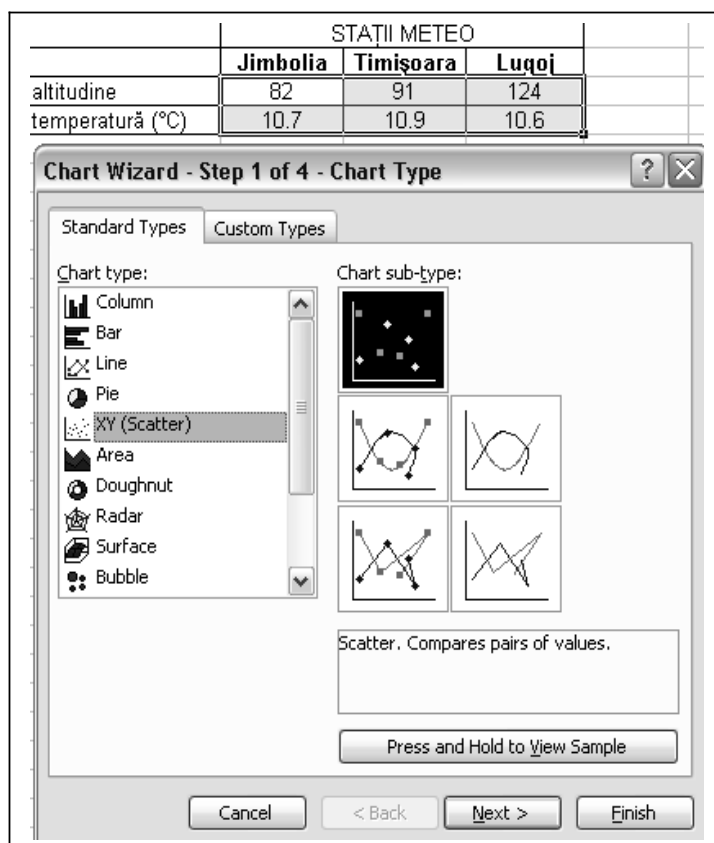 STAȚII METEO
Jimbolia Timişoara Lugoj
altitudine 82 91 124
temperatură (°C) 10.7 10.9 10.6
Chart Wizard - Step 1 of 4 - Chart Type
Standard Types Custom Types
Chart type: Chart sub-type:
Column
Bar
Line
Pie
XY (Scatter)
Area
Doughnut
Radar
Surface
Bubble
Scatter. Compares pairs of values.
Press and Hold to View Sample
Cancel < Back Next > Finish